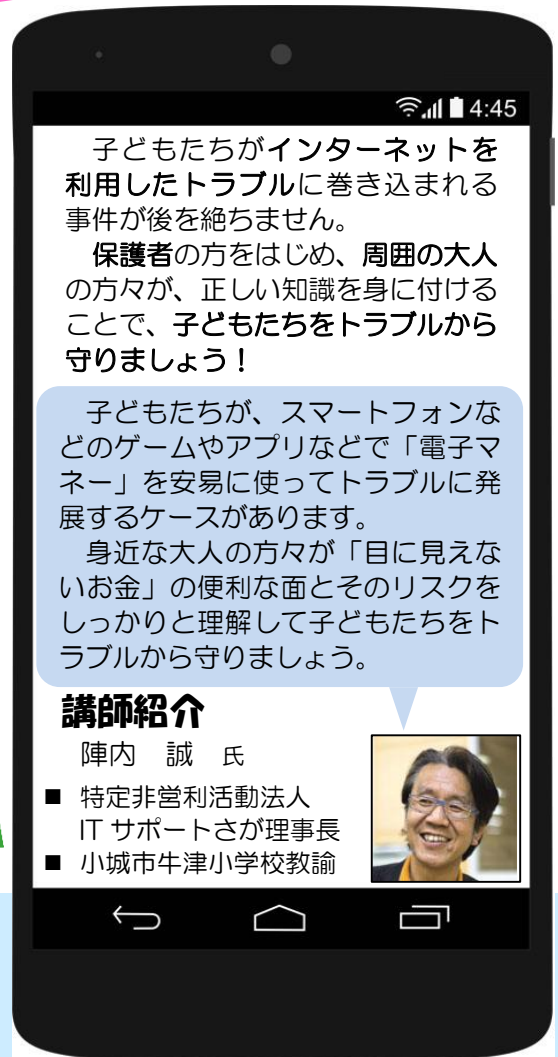 4:45
　子どもたちがインターネットを
利用したトラブルに巻き込まれる
事件が後を絶ちません。
　保護者の方をはじめ、周囲の大人
の方々が、正しい知識を身に付ける
ことで、子どもたちをトラブルから
守りましょう！
　子どもたちが、スマートフォンな
どのゲームやアプリなどで「電子マ
ネー」を安易に使ってトラブルに発
展するケースがあります。
　身近な大人の方々が「目に見えな
いお金」の便利な面とそのリスクを
しっかりと理解して子どもたちをト
ラブルから守りましょう。
講師紹介
陣内　誠　氏
■ 特定非営利活動法人
IT サポートさが理事長
■ 小城市牛津小学校教諭